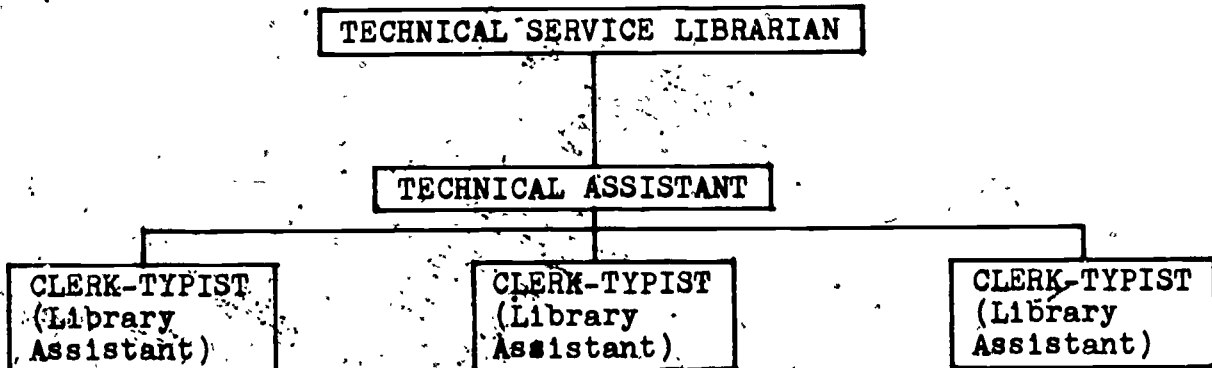 TECHNICAL SERVICE LIBRARIAN
TECHNICAL ASSISTANT
CLERK-TYPIST
(Library
Assistant)
CLERK-TYPIST
(Library
Assistant)
CLERK-TYPIST
(Library
Assistant)